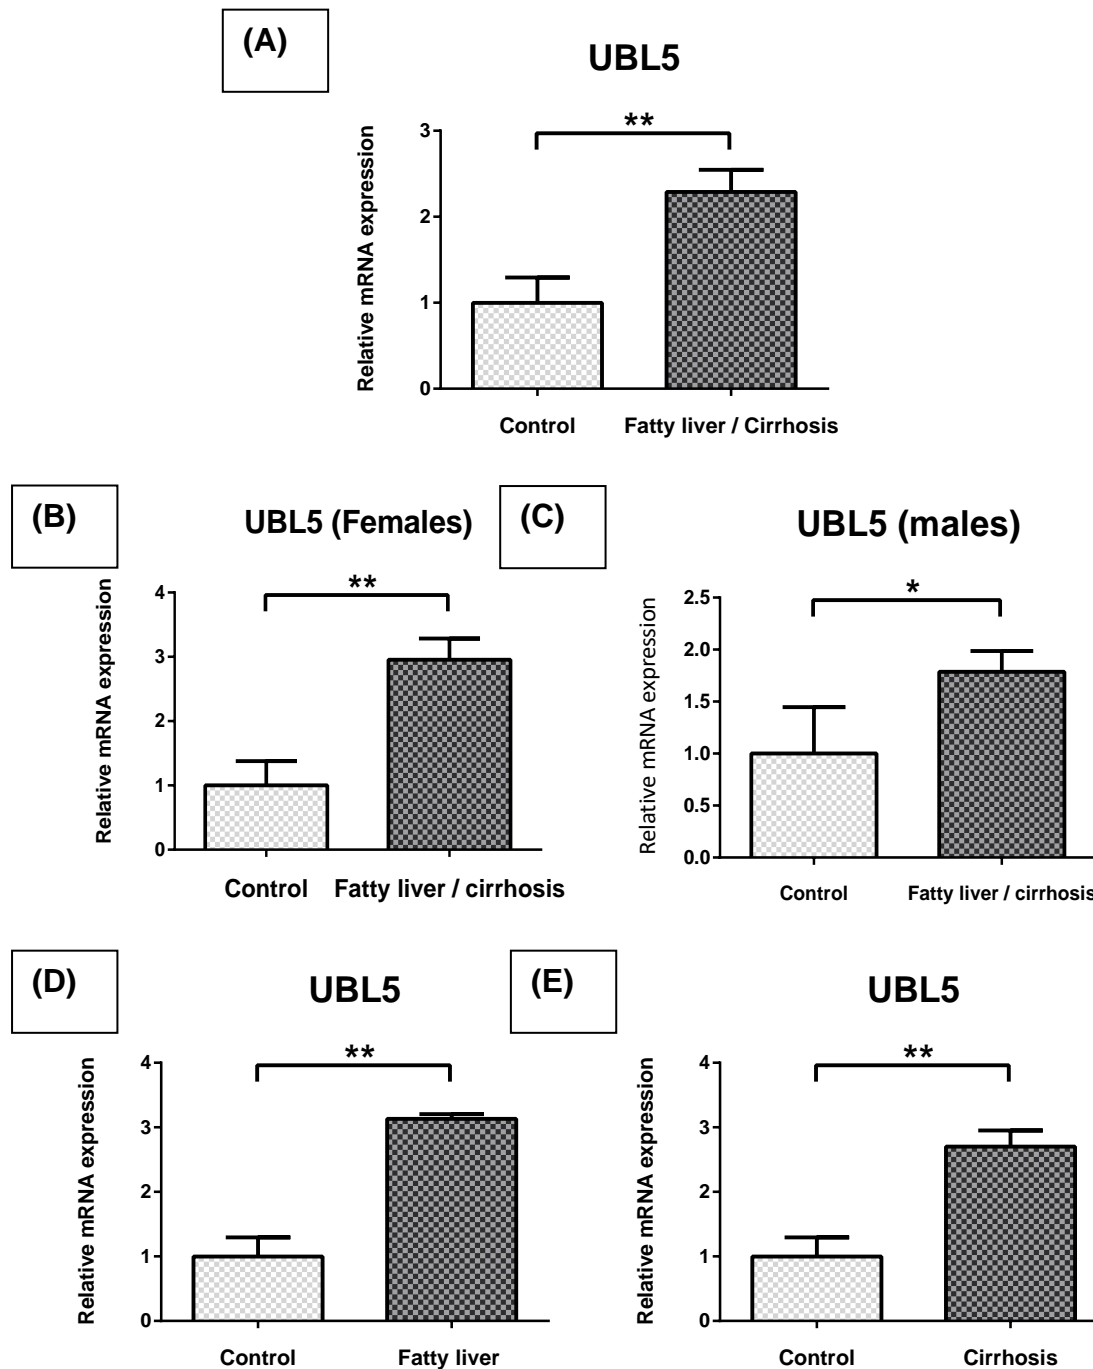 (A)
UBL5
Relative mRNA expression
3
2
1
0
**
Control
Fatty liver / Cirrhosis
(B)
UBL5 (Females)
Relative mRNA expression
4
3
2
1
0
**
Control
Fatty liver / cirrhosis
(C)
UBL5 (males)
Relative mRNA expression
2.5
2.0
1.5
1.0
0.5
0.0
*
Control
Fatty liver / cirrhosis
(D)
UBL5
Relative mRNA expression
4
3
2
1
0
**
Control
Fatty liver
(E)
UBL5
Relative mRNA expression
4
3
2
1
0
**
Control
Cirrhosis